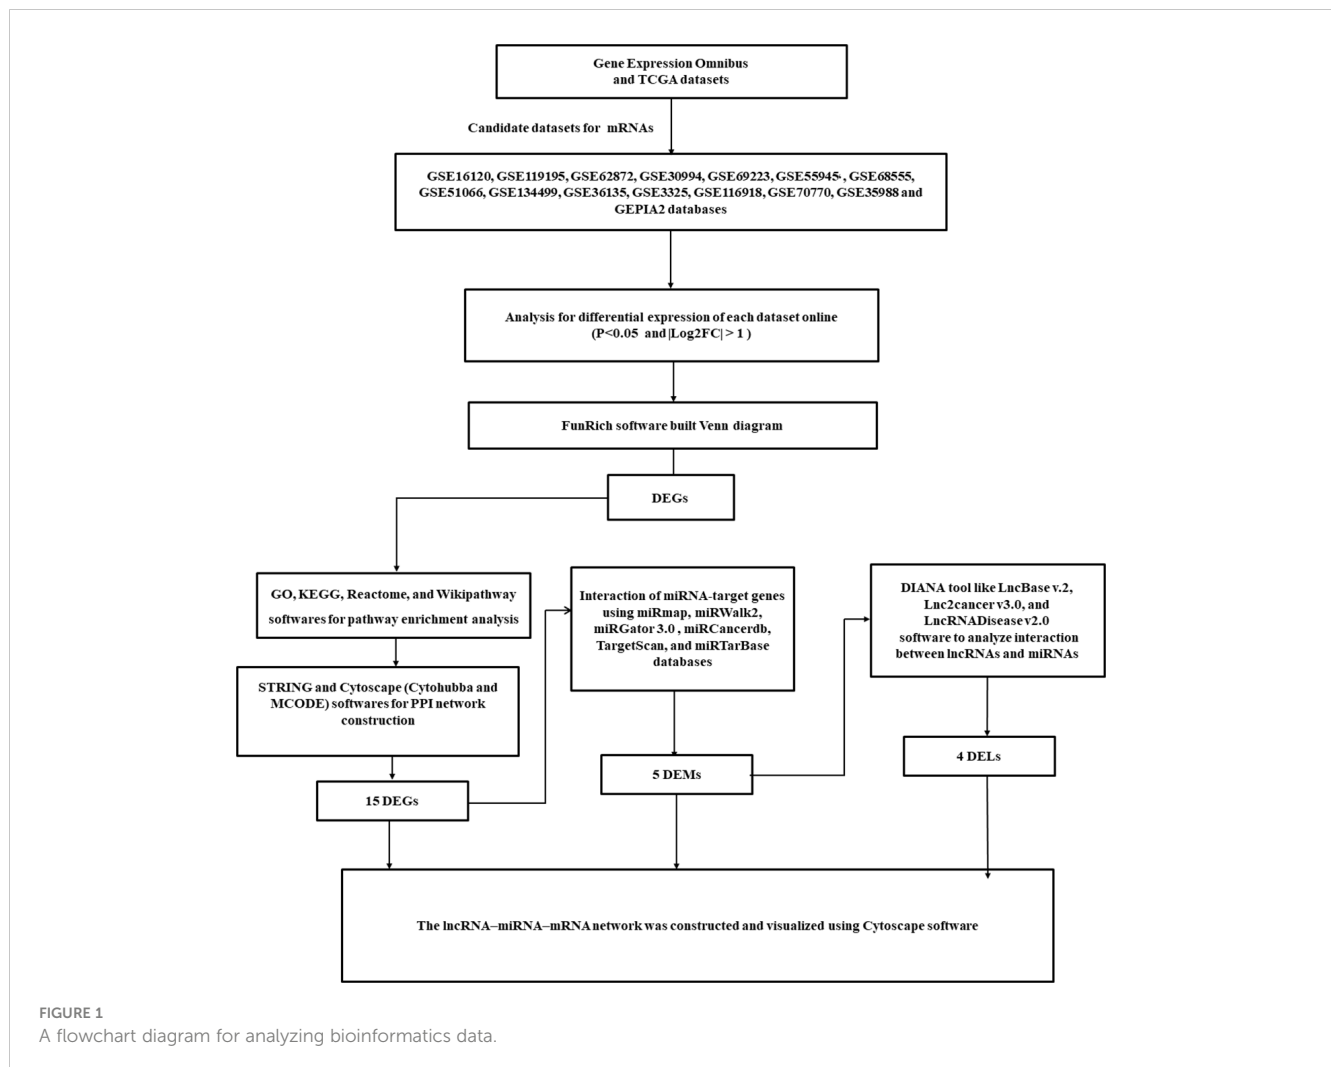 Gene Expression Omnibus
and TCGA datasets
Candidate datasets for mRNAs
GSE16120, GSE119195, GSE62872, GSE30994, GSE69223, GSE55945, GSE68555,
GSE51066, GSE134499, GSE36135, GSE3325, GSE116918, GSE70770, GSE35988 and
GEPIA2 databases
Analysis for differential expression of each dataset online
(P<0.05 and |Log2FC| > 1 )
FunRich software built Venn diagram
DEGs
GO, KEGG, Reactome, and Wikipathway
softwares for pathway enrichment analysis
STRING and Cytoscape (Cytohubba and
MCODE) softwares for PPI network
construction
15 DEGs
Interaction of miRNA-target genes
using miRmap, miRWalk2,
miRGator 3.0 , miRCancerdb,
TargetScan, and miRTarBase
databases
5 DEMs
DIANA tool like LncBase v.2,
Lnc2cancer v3.0, and
LncRNADisease v2.0
software to analyze interaction
between lncRNAs and miRNAs
4 DELs
The lncRNA–miRNA–mRNA network was constructed and visualized using Cytoscape software
FIGURE 1
A flowchart diagram for analyzing bioinformatics data.